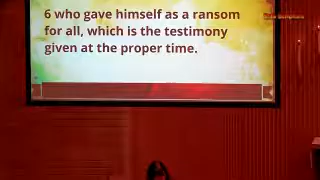 6 who gave himself as a ransom
for all, which is the testimony
given at the proper time.